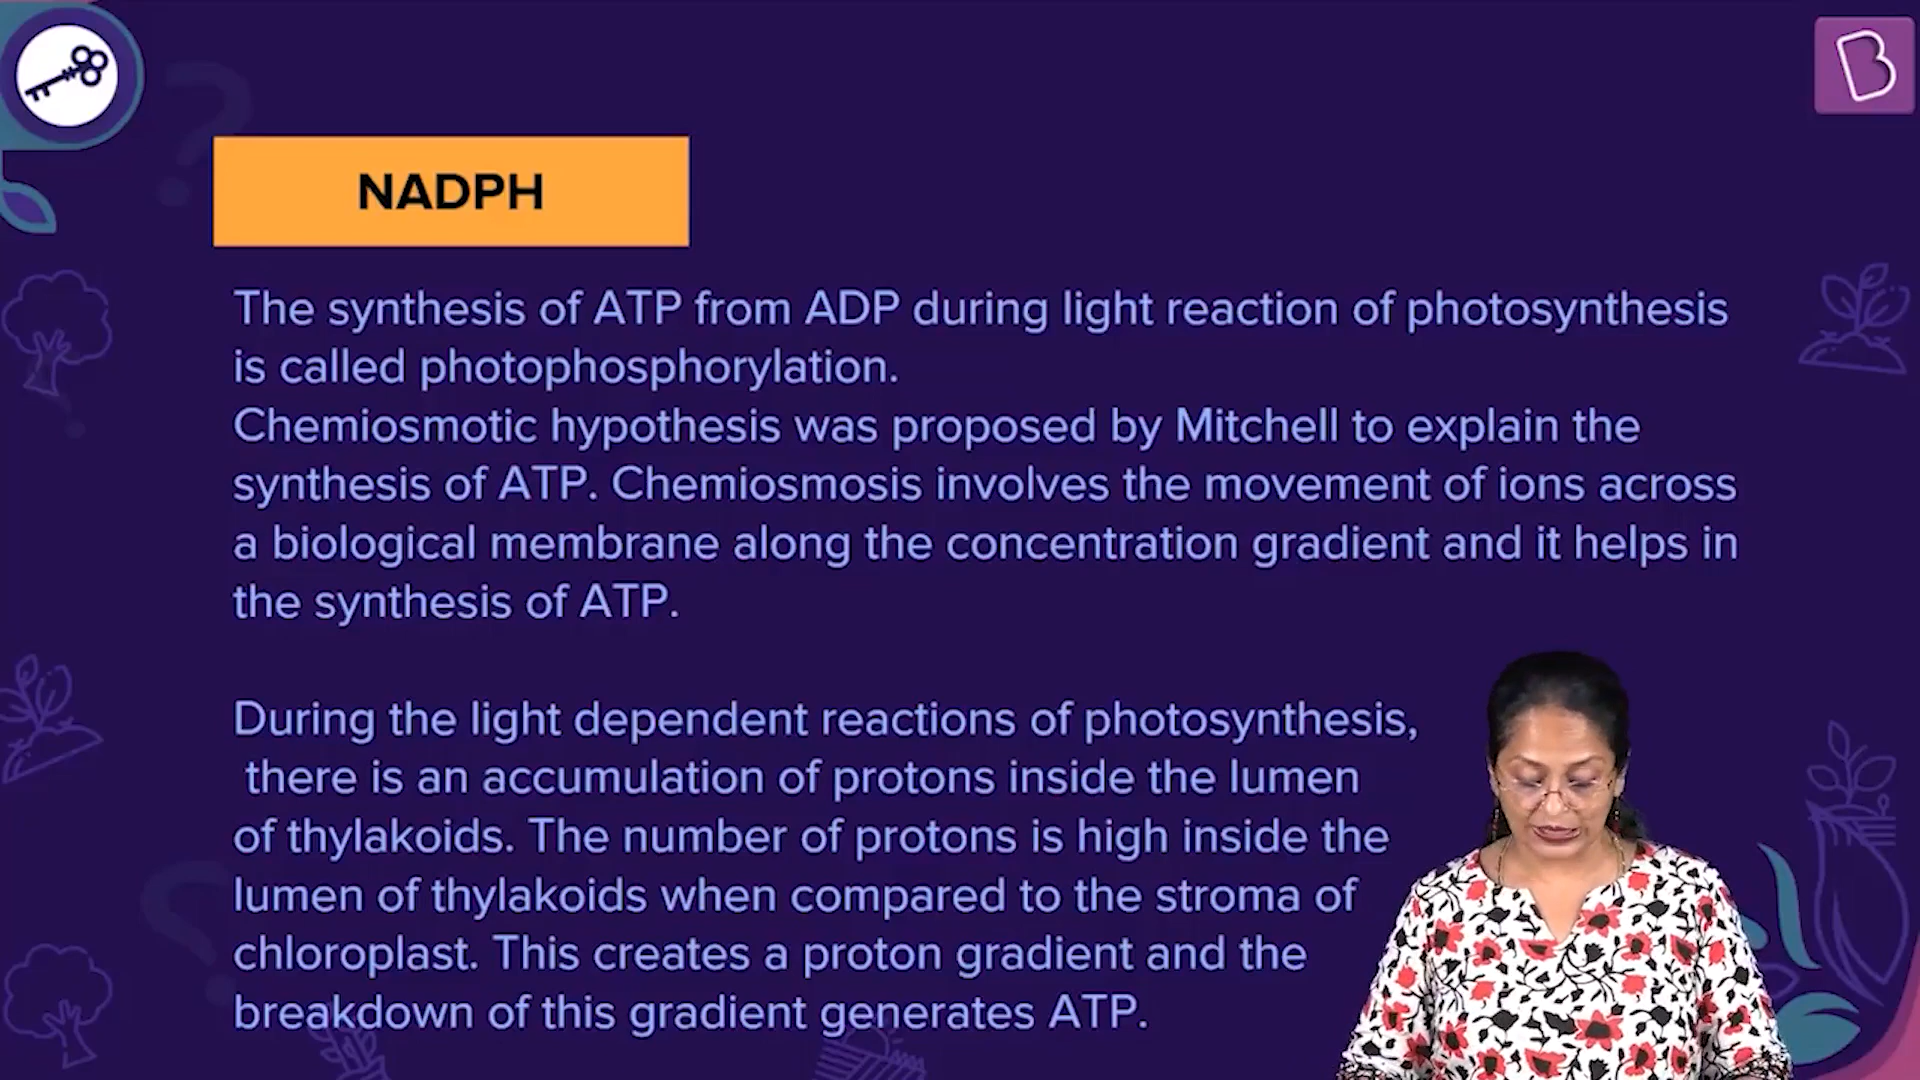 B
NADPH
The synthesis of ATP from ADP during light reaction of photosynthesis
is called photophosphorylation.
Chemiosmotic hypothesis was proposed by Mitchell to explain the
synthesis of ATP. Chemiosmosis involves the movement of ions across
a biological membrane along the concentration gradient and it helps in
the synthesis of ATP.
During the light dependent reactions of photosynthesis,
there is an accumulation of protons inside the lumen
of thylakoids. The number of protons is high inside the
lumen of thylakoids when compared to the stroma of
chloroplast. This creates a proton gradient and the
breakdown of this gradient generates ATP.